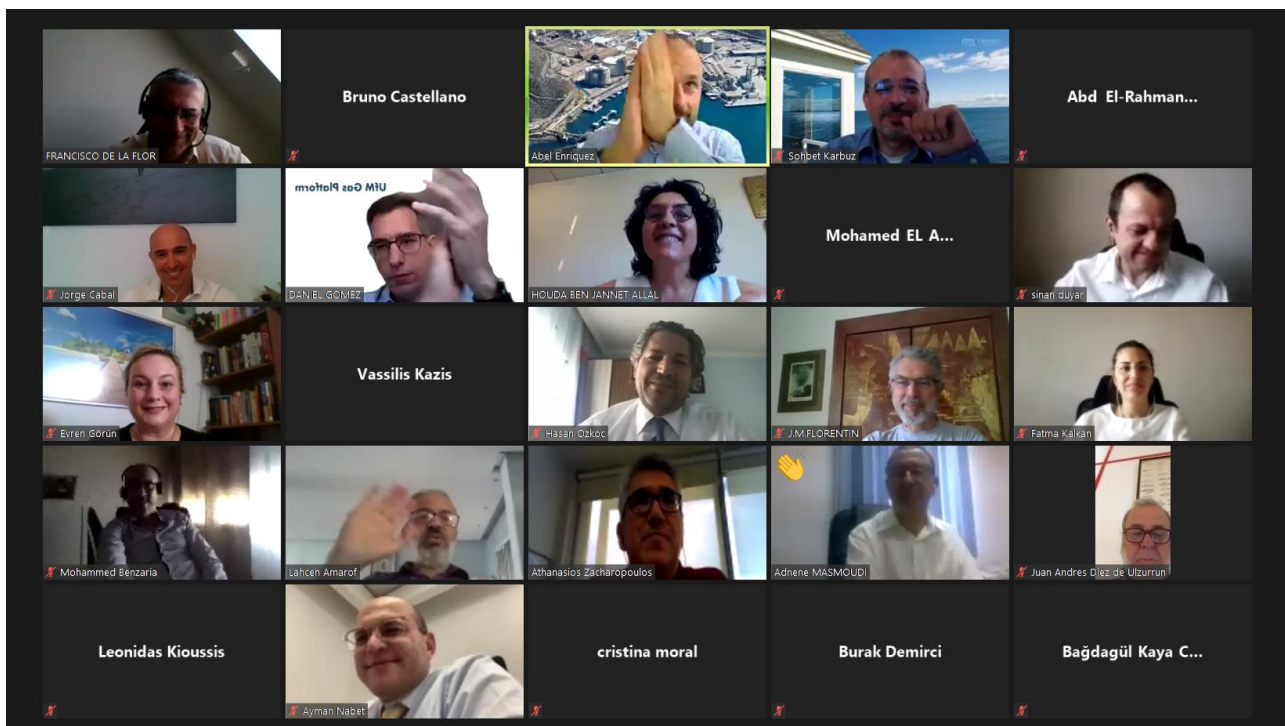 FRANCISCO DE LA FLOR
Bruno Castellano
Abel Enriquez
Sohbet Karbuz
Abd El-Rahman...
Jorge Cabal
UfM Gas Platform
DANIEL GOMEZ
HOUDA BEN JANNET ALLAL
Mohamed EL A...
sinan duyar
Evren Görün
Vassilis Kazis
Hasan Ozkoc
J.M.FLORENTIN
Fatma Kalkan
Mohammed Benzaria
Lahcen Amarof
Athanasios Zacharopoulos
Adnene MASMOUDI
Juan Andres Diez de Ulzurrun
Leonidas Kioussis
Ayman Nabet
cristina moral
Burak Demirci
Bağdagül Kaya C...